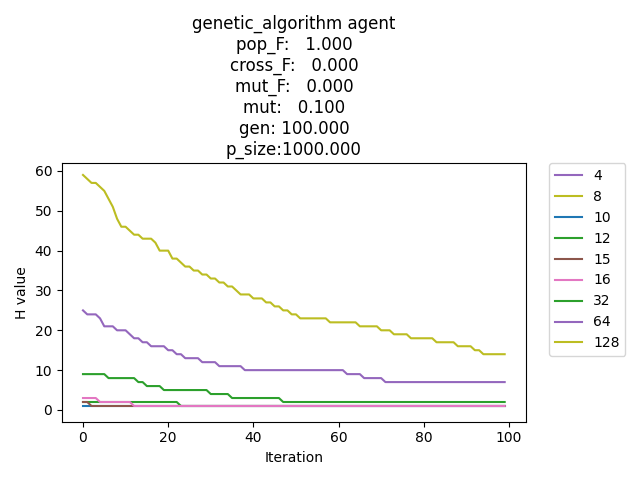 genetic_algorithm agent
pop_F: 1.000
cross_F: 0.000
mut_F: 0.000
mut: 0.100
gen: 100.000
p_size:1000.000
60
50
40
30
20
10
0
H value
0 20 40 60 80 100
Iteration
4
8
10
12
15
16
32
64
128